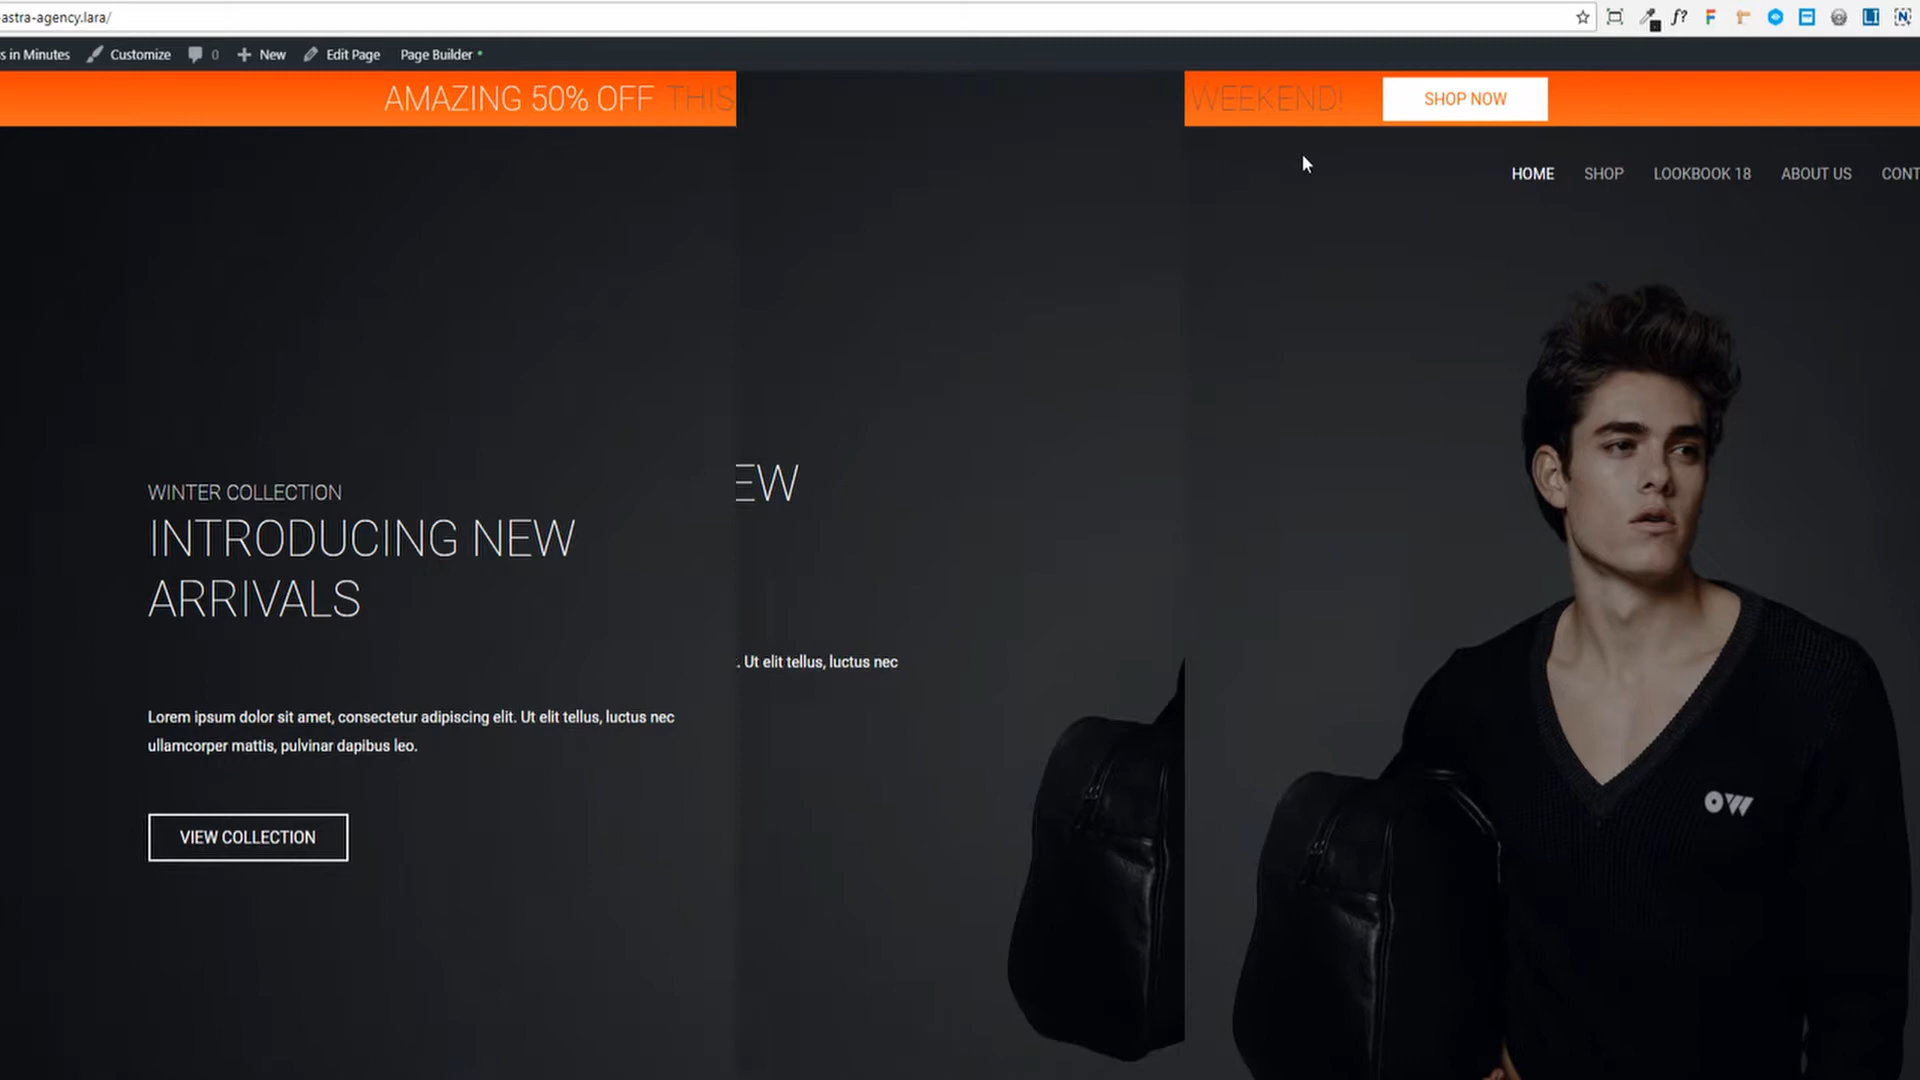 -astra-agency.lara/
s in Minutes Customize 0 New Edit Page Page Builder
AMAZING 50% OFF THIS WEEKEND! SHOP NOW
HOME SHOP LOOKBOOK 18 ABOUT US CONT
WINTER COLLECTION
INTRODUCING NEW
ARRIVALS
EW
. Ut elit tellus, luctus nec
Lorem ipsum dolor sit amet, consectetur adipiscing elit. Ut elit tellus, luctus nec
ullamcorper mattis, pulvinar dapibus leo.
VIEW COLLECTION
OW